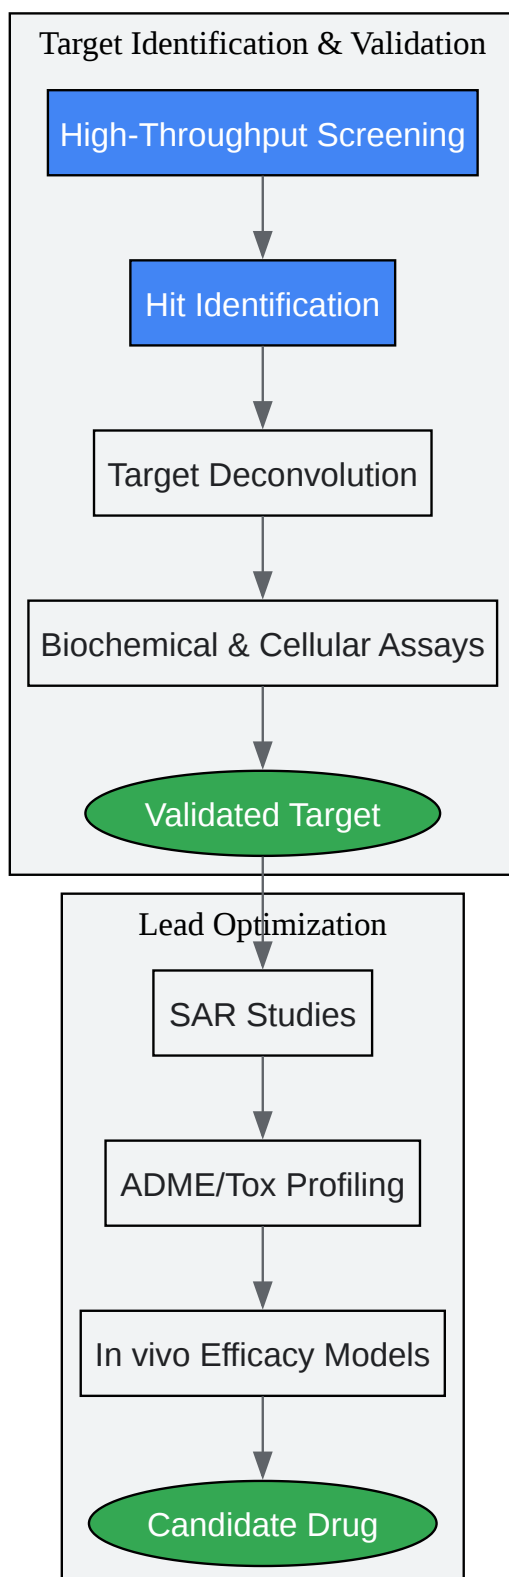 Target Identification & Validation
High-Throughput Screening
Hit Identification
Target Deconvolution
Biochemical & Cellular Assays
Validated Target
Lead Optimization
SAR Studies
ADME/Tox Profiling
In vivo Efficacy Models
Candidate Drug